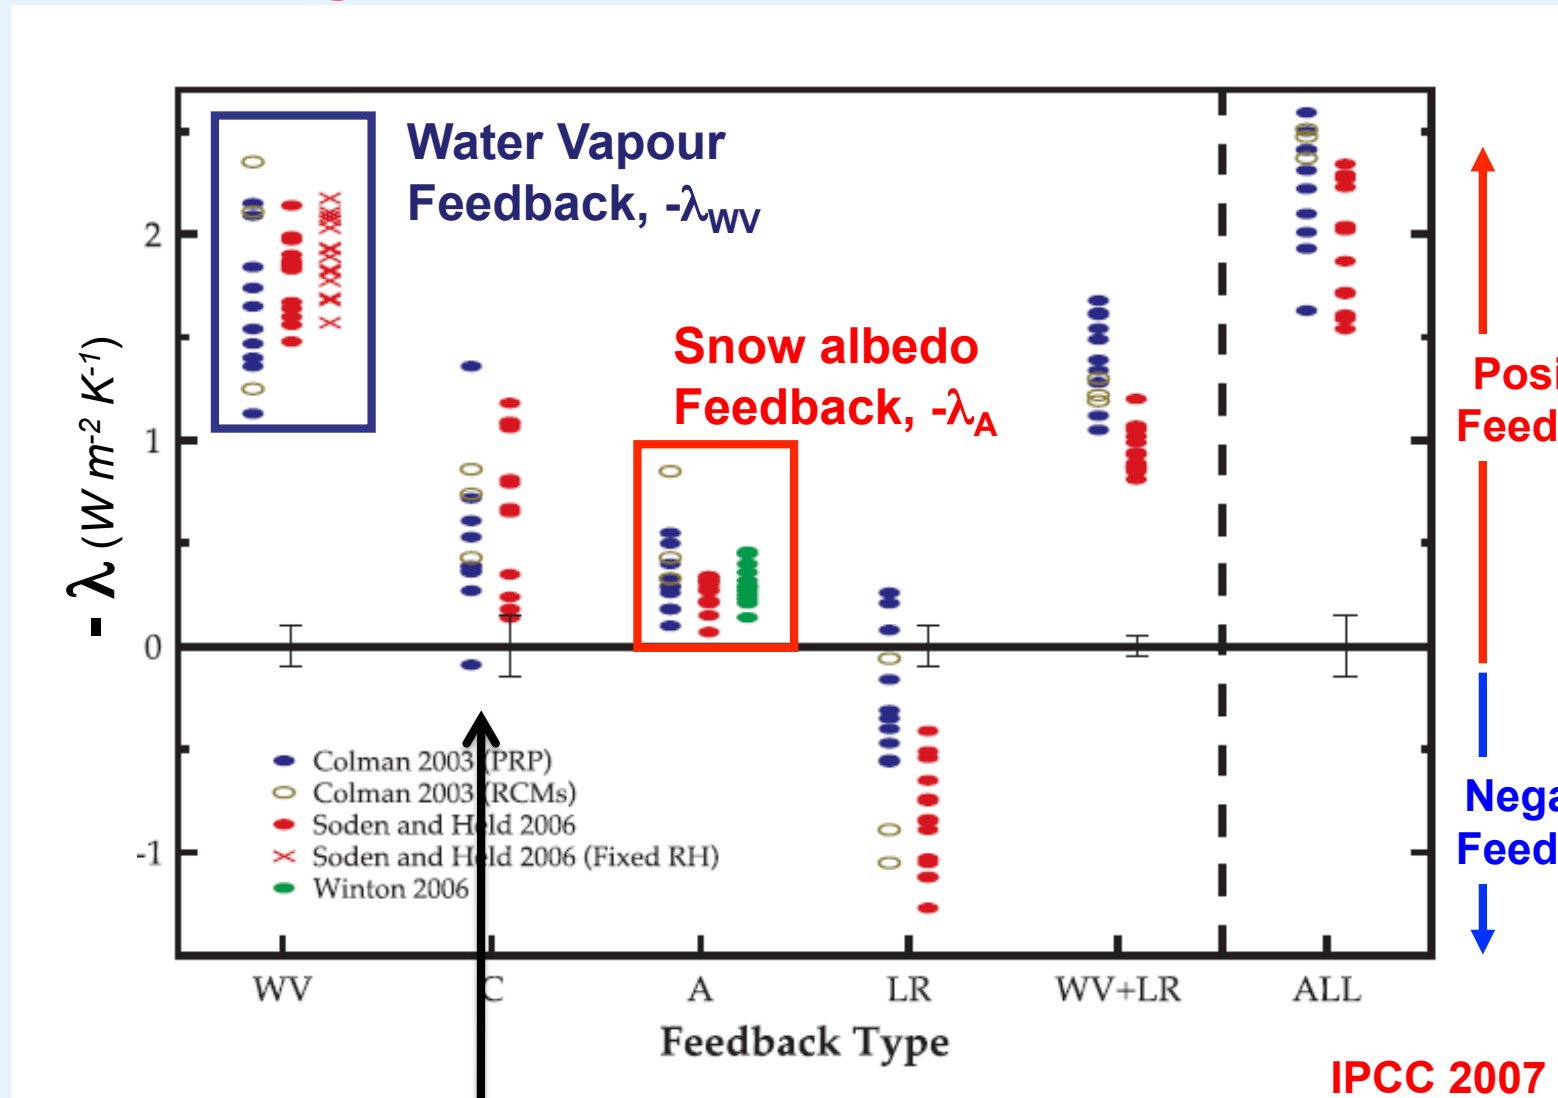 Water Vapour
Feedback, -λWV
Snow albedo
Feedback, -λA
- λ (W m-2 K-1)
2
1
0
-1
Colman 2003 (PRP)
Colman 2003 (RCMs)
Soden and Held 2006
Soden and Held 2006 (Fixed RH)
Winton 2006
WV
C
A
LR
WV+LR
ALL
Feedback Type
Posi
Feed
Nega
Feed
IPCC 2007